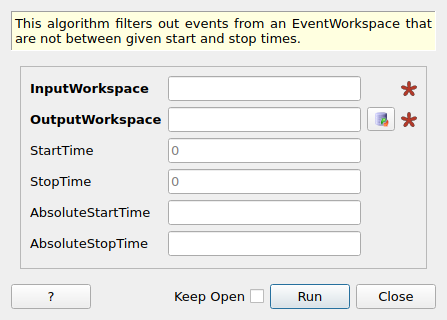 This algorithm filters out events from an EventWorkspace that
are not between given start and stop times.
InputWorkspace
OutputWorkspace
StartTime 0
StopTime 0
AbsoluteStartTime
AbsoluteStopTime
? Keep Open Run Close